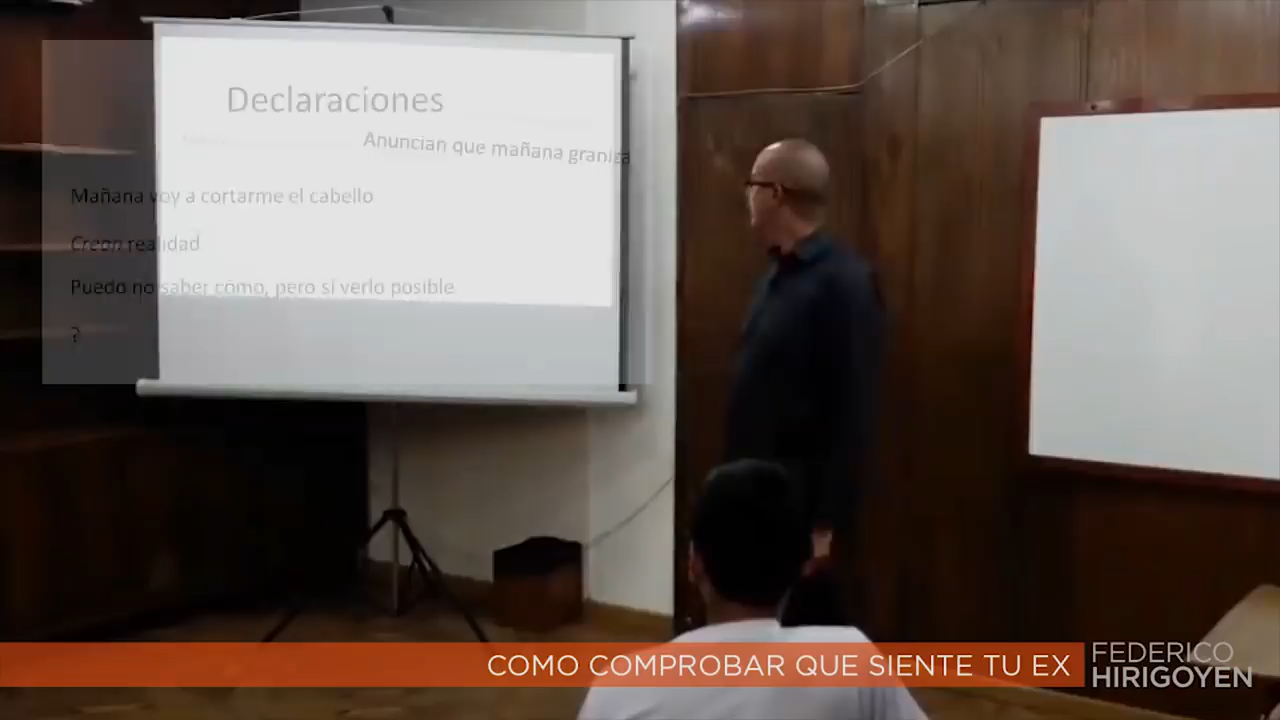 Declaraciones
Anuncian que mañana graniza
Mañana voy a cortarme el cabello
Crean realidad
Puedo no saber cómo, pero si verlo posible
?
COMO COMPROBAR QUE SIENTE TU EX
FEDERICO
HIRIGOYEN